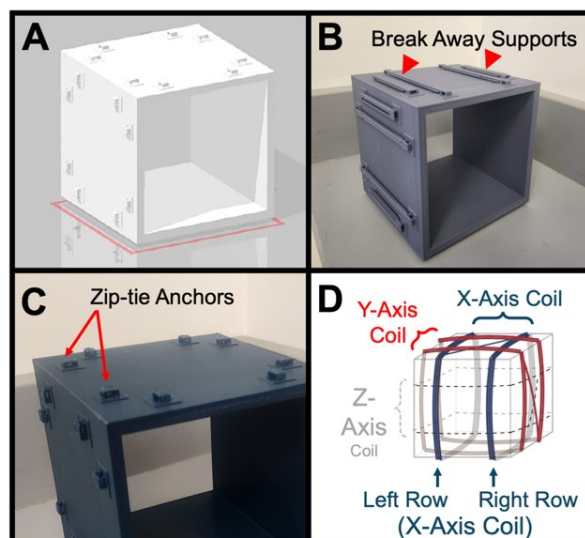 A
B
Break Away Supports
C
Zip-tie Anchors
D
X-Axis Coil
Y-Axis
Coil
Z-
Axis
Coil
Left Row
Right Row
(X-Axis Coil)